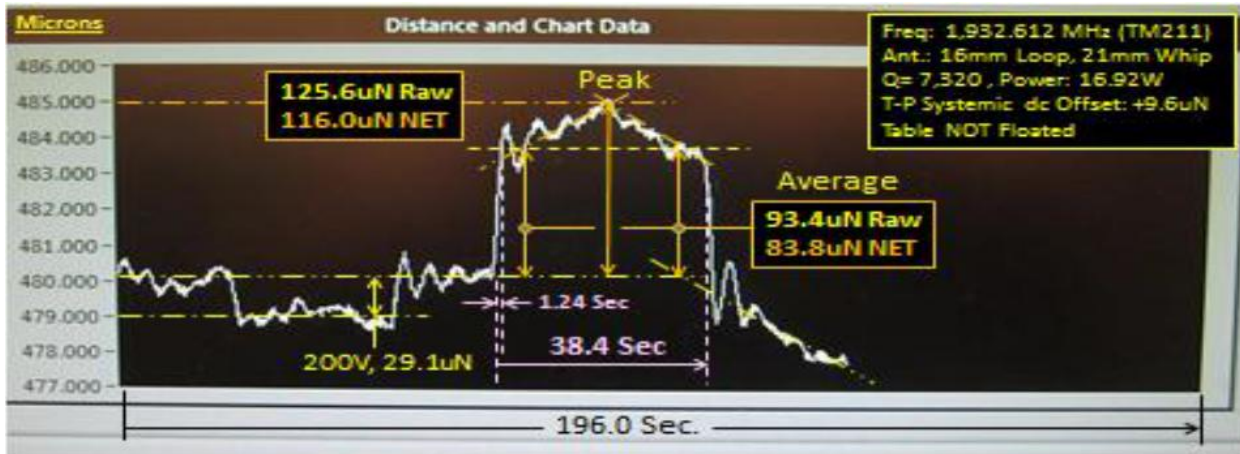 Microns
Distance and Chart Data
Freq: 1,932.612 MHz (TM211)
Ant.: 16mm Loop, 21mm Whip
Q= 7,320 , Power: 16.92W
T-P Systemic dc Offset: +9.6uN
Table NOT Floated
486.000
485.000
484.000
483.000
482.000
481.000
480.000
479.000
478.000
477.000
125.6uN Raw
116.0uN NET
Peak
Average
93.4uN Raw
83.8uN NET
1.24 Sec
38.4 Sec
200V, 29.1uN
196.0 Sec.